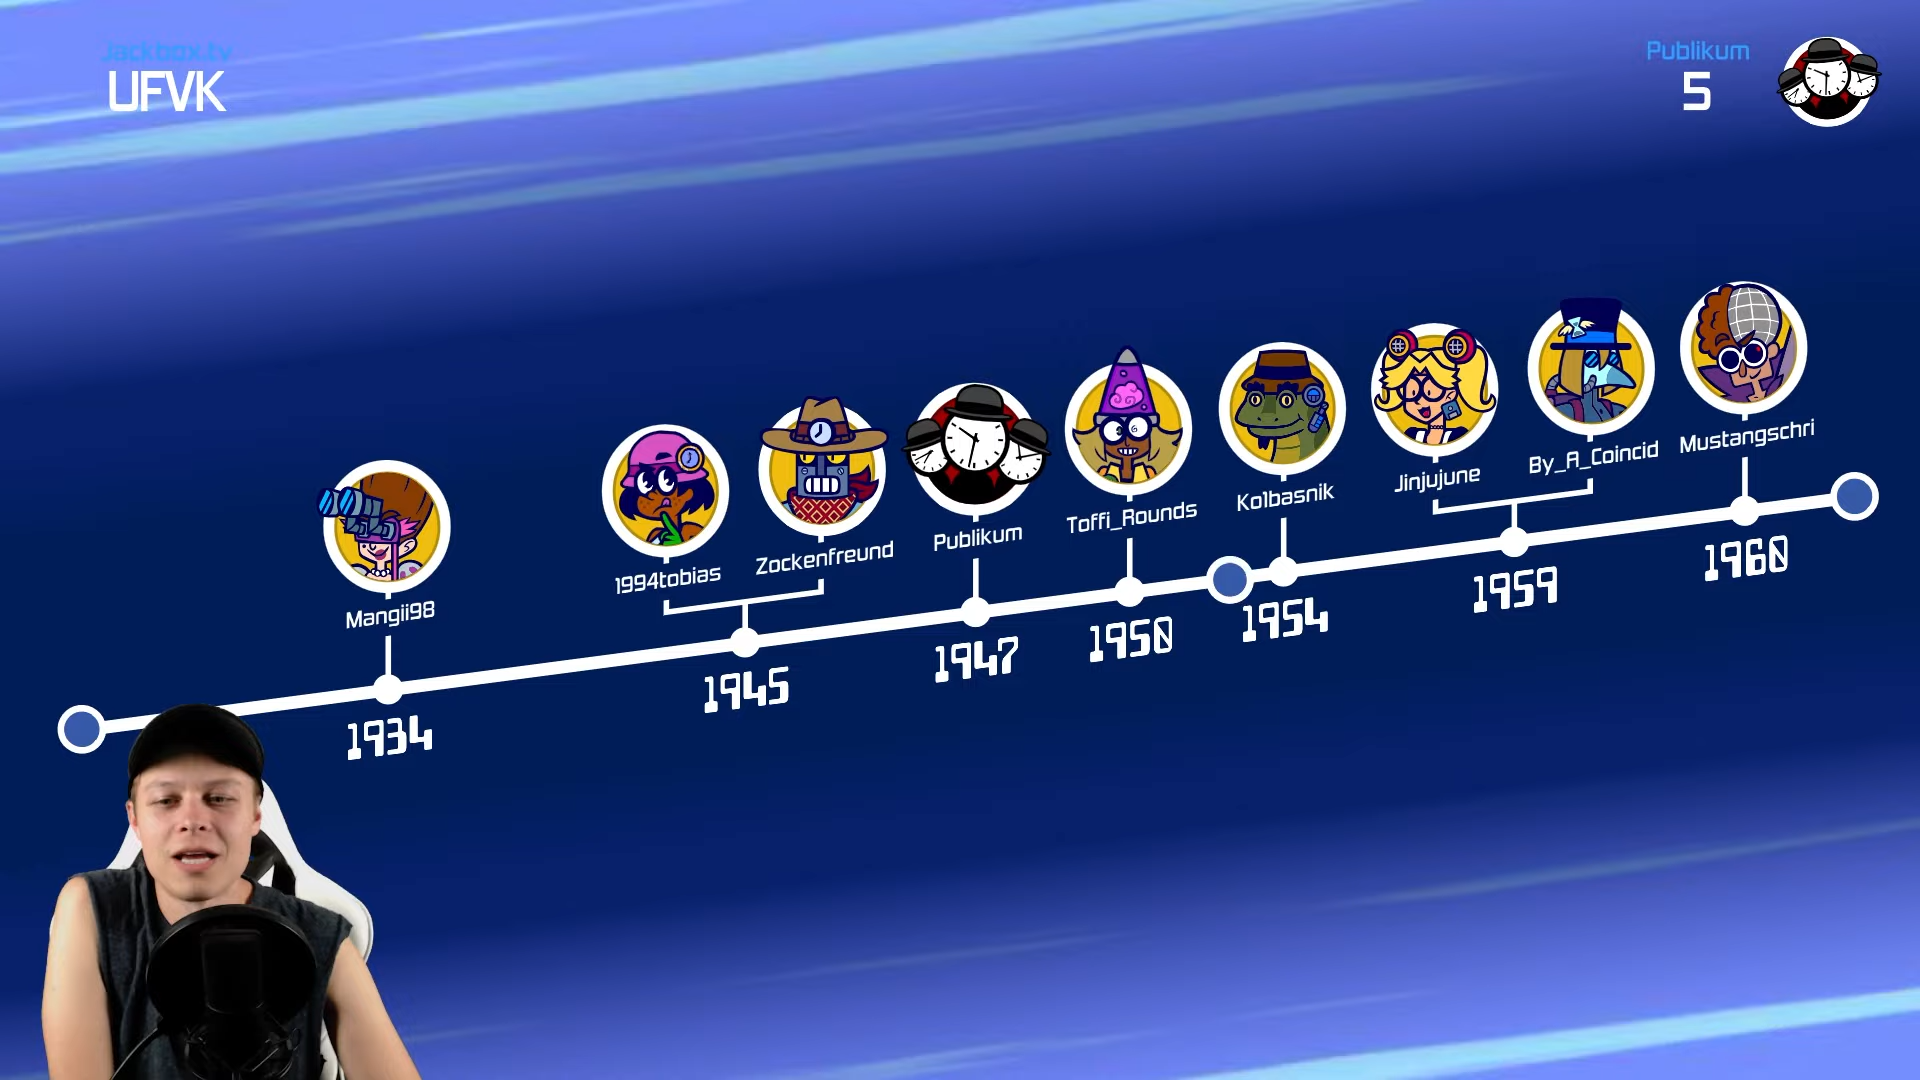 Jackbox.tv
UFVK
Publikum
5
Mangii98
1994tobias
Zockenfreund
Publikum
Toffi_Rounds
Ko1basnik
Jinjujune
By_A_Coincid
Mustangschri
1934
1945
1947
1950
1954
1959
1960